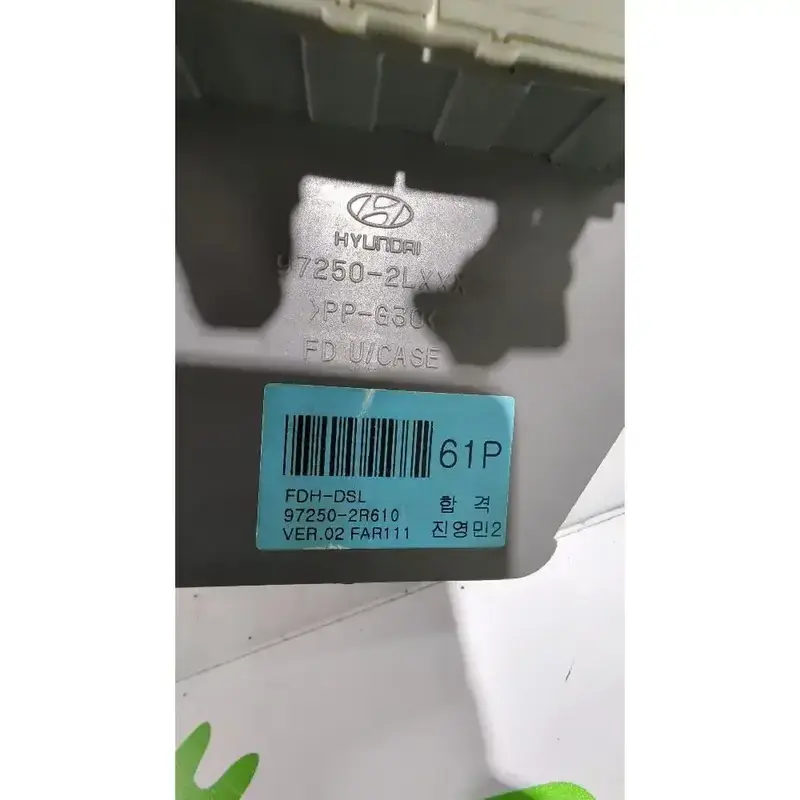 HYUNDAI
97250-2LXXX
>PP-G30<
FD U/CASE
61P
FDH-DSL
합격
97250-2R610
진영민2
VER.02 FAR111